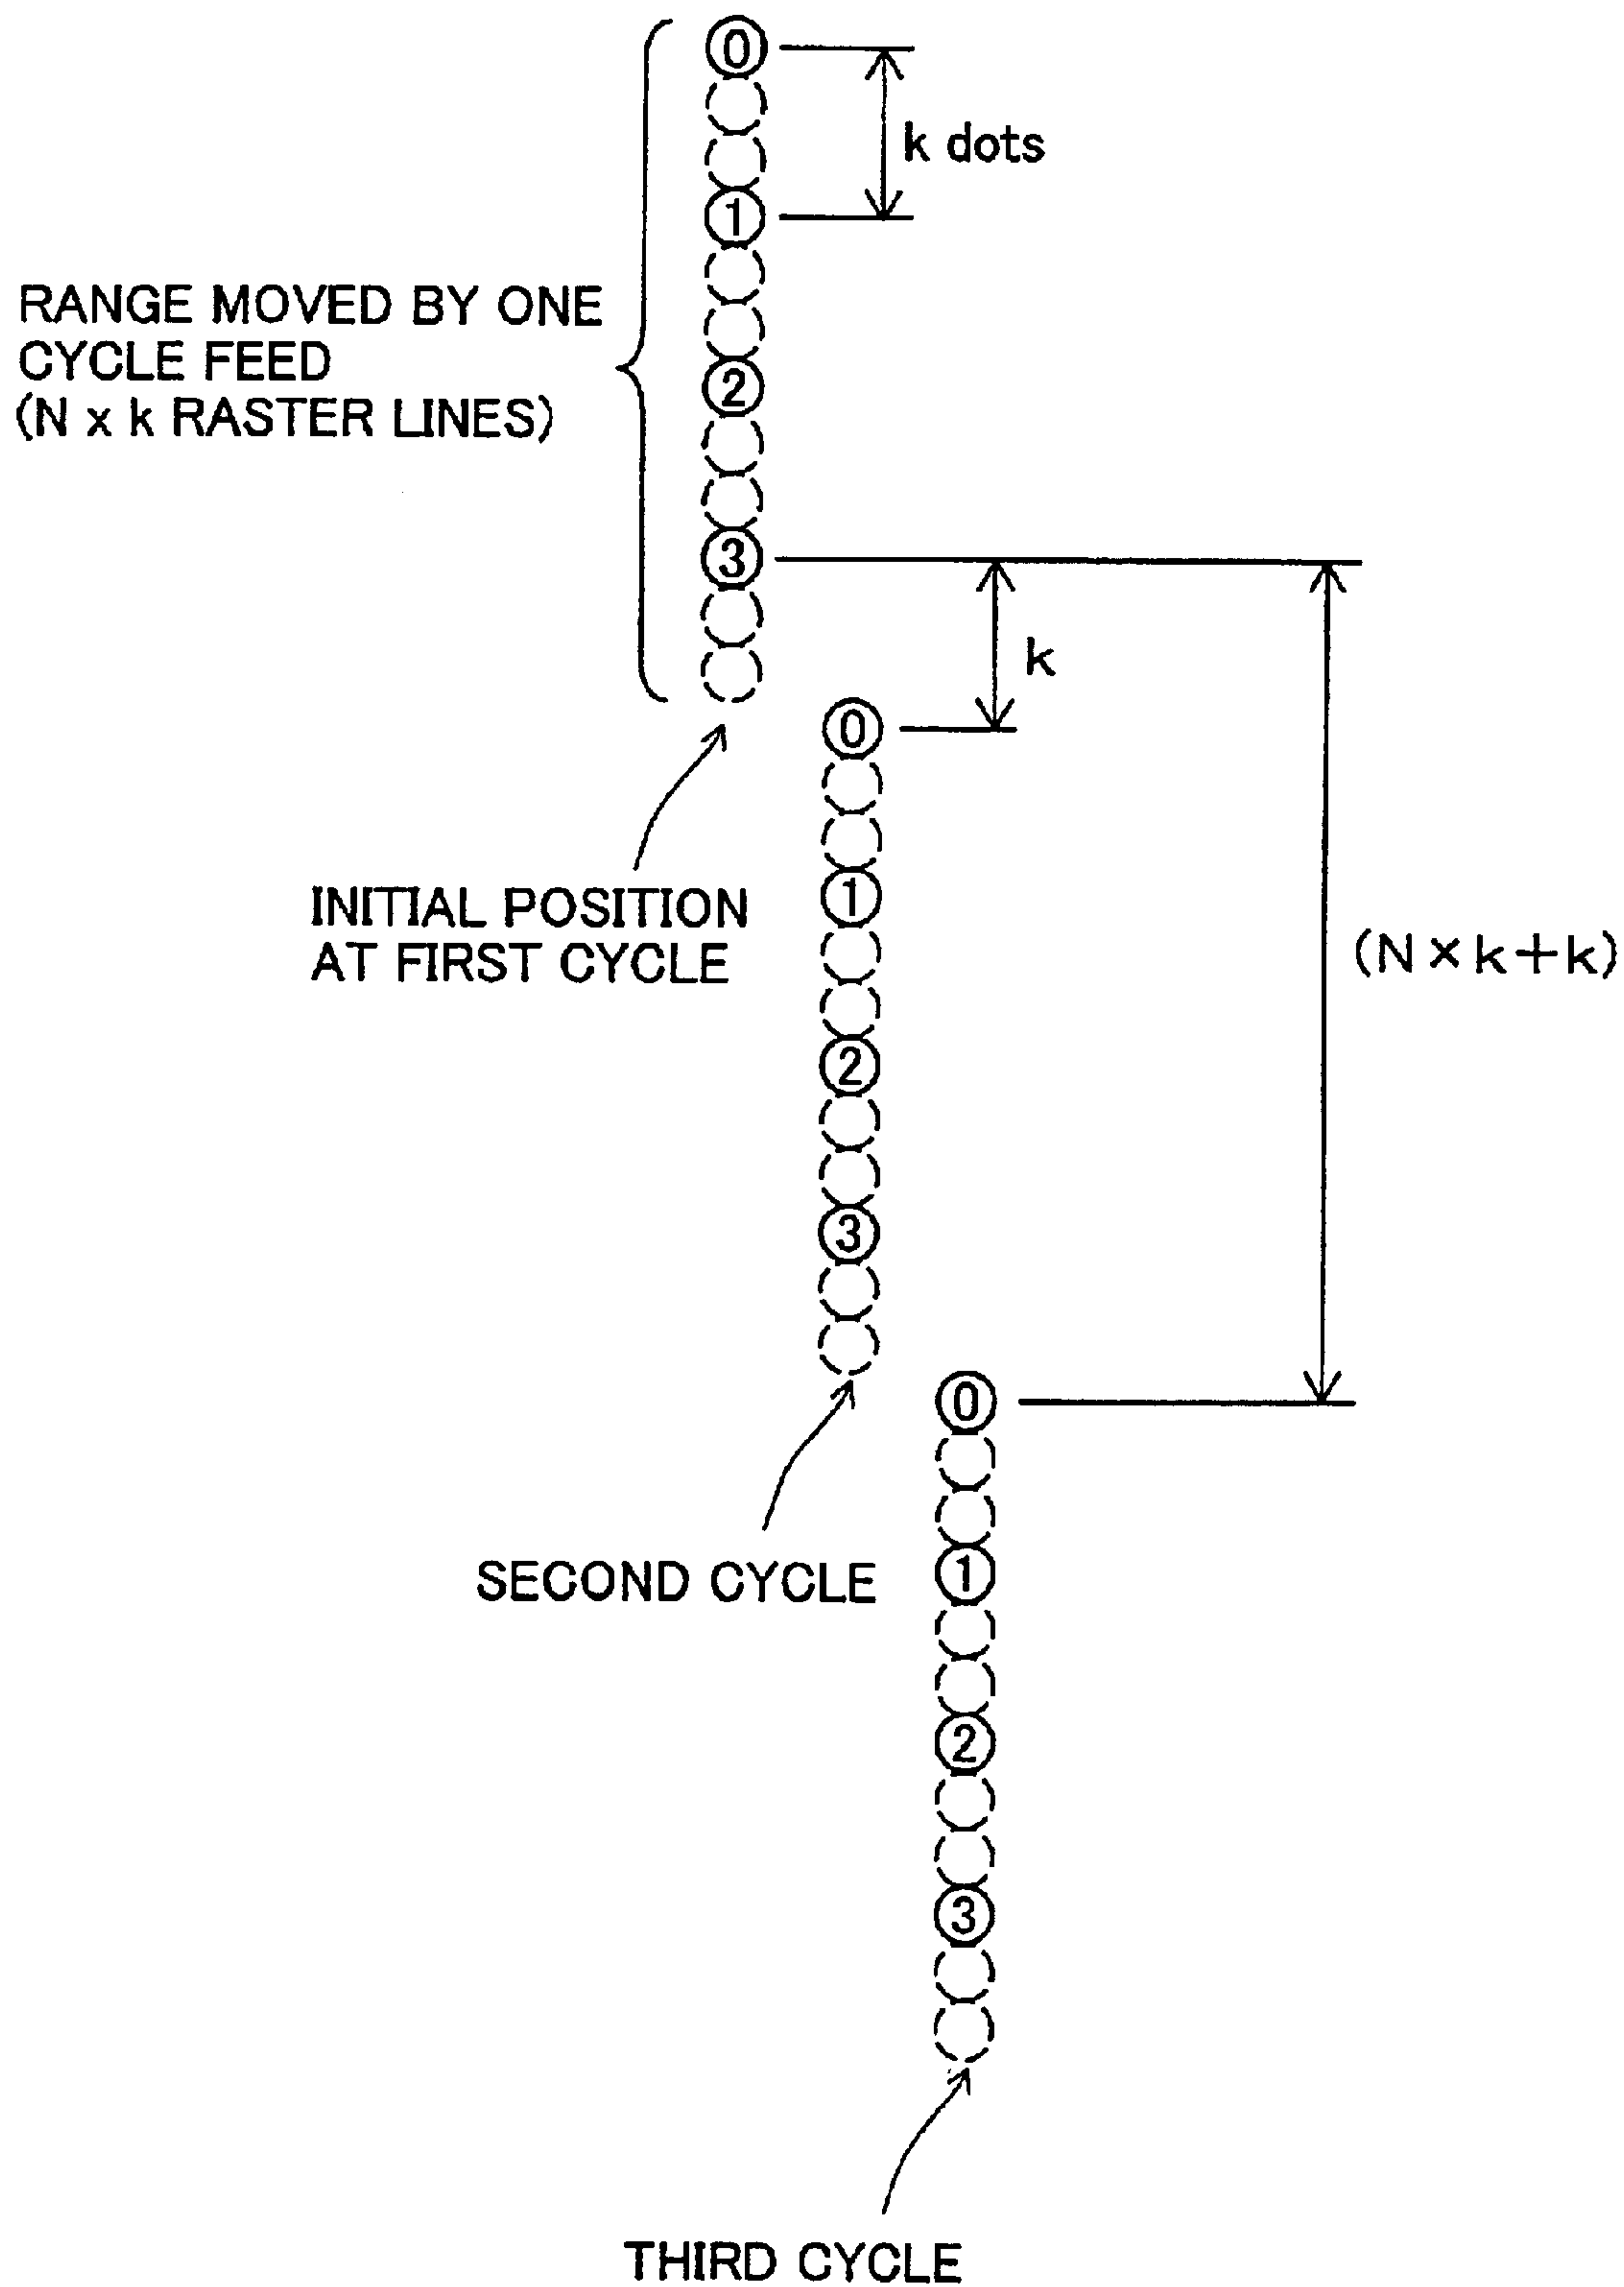 0
k dots
1
RANGE MOVED BY ONE
CYCLE FEED
(N x k RASTER LINES)
2
3
k
0
INITIAL POSITION
AT FIRST CYCLE
1
(N×k+k)
2
3
0
SECOND CYCLE
1
2
3
THIRD CYCLE